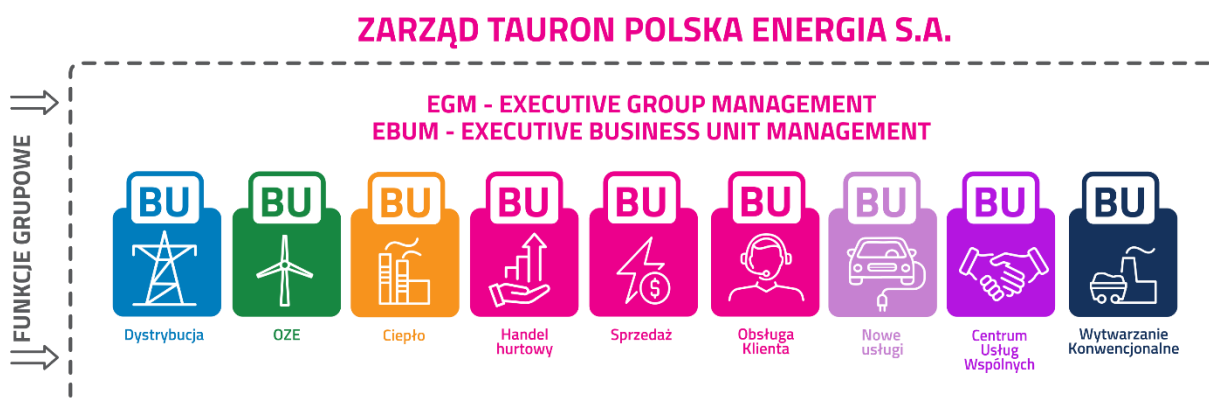 ZARZĄD TAURON POLSKA ENERGIA S.A.
FUNKCJE GRUPOWE
EGM - EXECUTIVE GROUP MANAGEMENT
EBUM - EXECUTIVE BUSINESS UNIT MANAGEMENT
BU
Dystrybucja
BU
OZE
BU
Ciepło
BU
Handel
hurtowy
BU
$
Sprzedaż
BU
Obsługa
Klienta
BU
Nowe
usługi
BU
Centrum
Usług
Wspólnych
BU
Wytwarzanie
Konwencjonalne